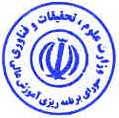 وزارت علوم، تحقیقات و فناوری
شورای برنامه ریزی آموزش عالی